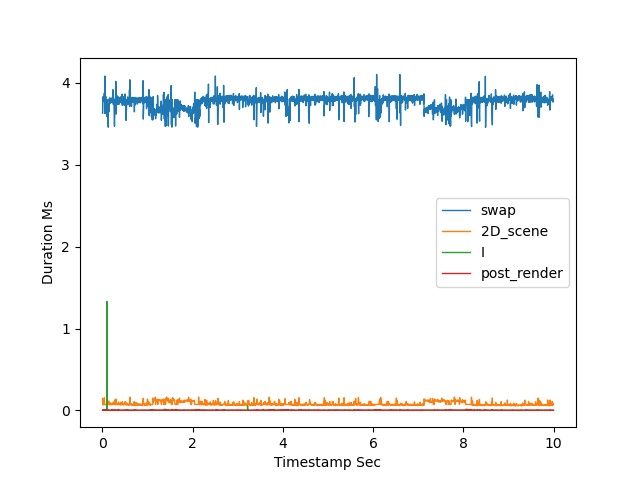 4
3
2
1
0
Duration Ms
swap
2D_scene
I
post_render
0 2 4 6 8 10
Timestamp Sec